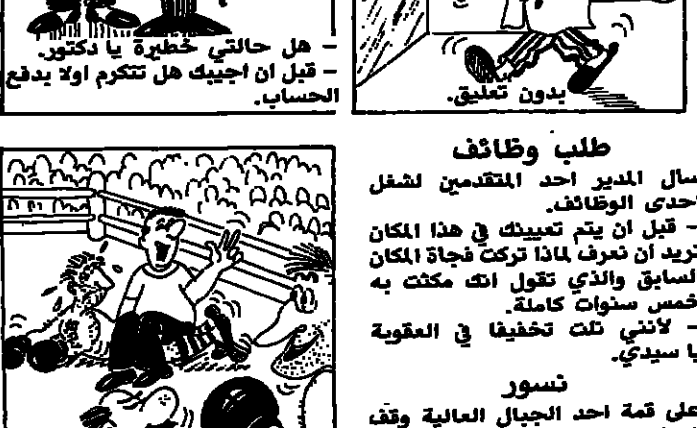 - هل حالتي خطيرة يا دكتور.
- قبل ان اجيبك هل تتكرم اولا بدفع
الحساب.
بدون تعليق.
طلب وظائف
سال المدير احد المتقدمين لشغل
احدى الوظائف.
- قبل ان يتم تعيينك في هذا المكان
نريد أن نعرف لماذا تركت فجاة المكان
السابق والذي تقول انك مكثت به
خمس سنوات كاملة.
- لأنني نلت تخفيفا في العقوبة
يا سيدي.
نسور
على قمة احد الجبال العالية وقف